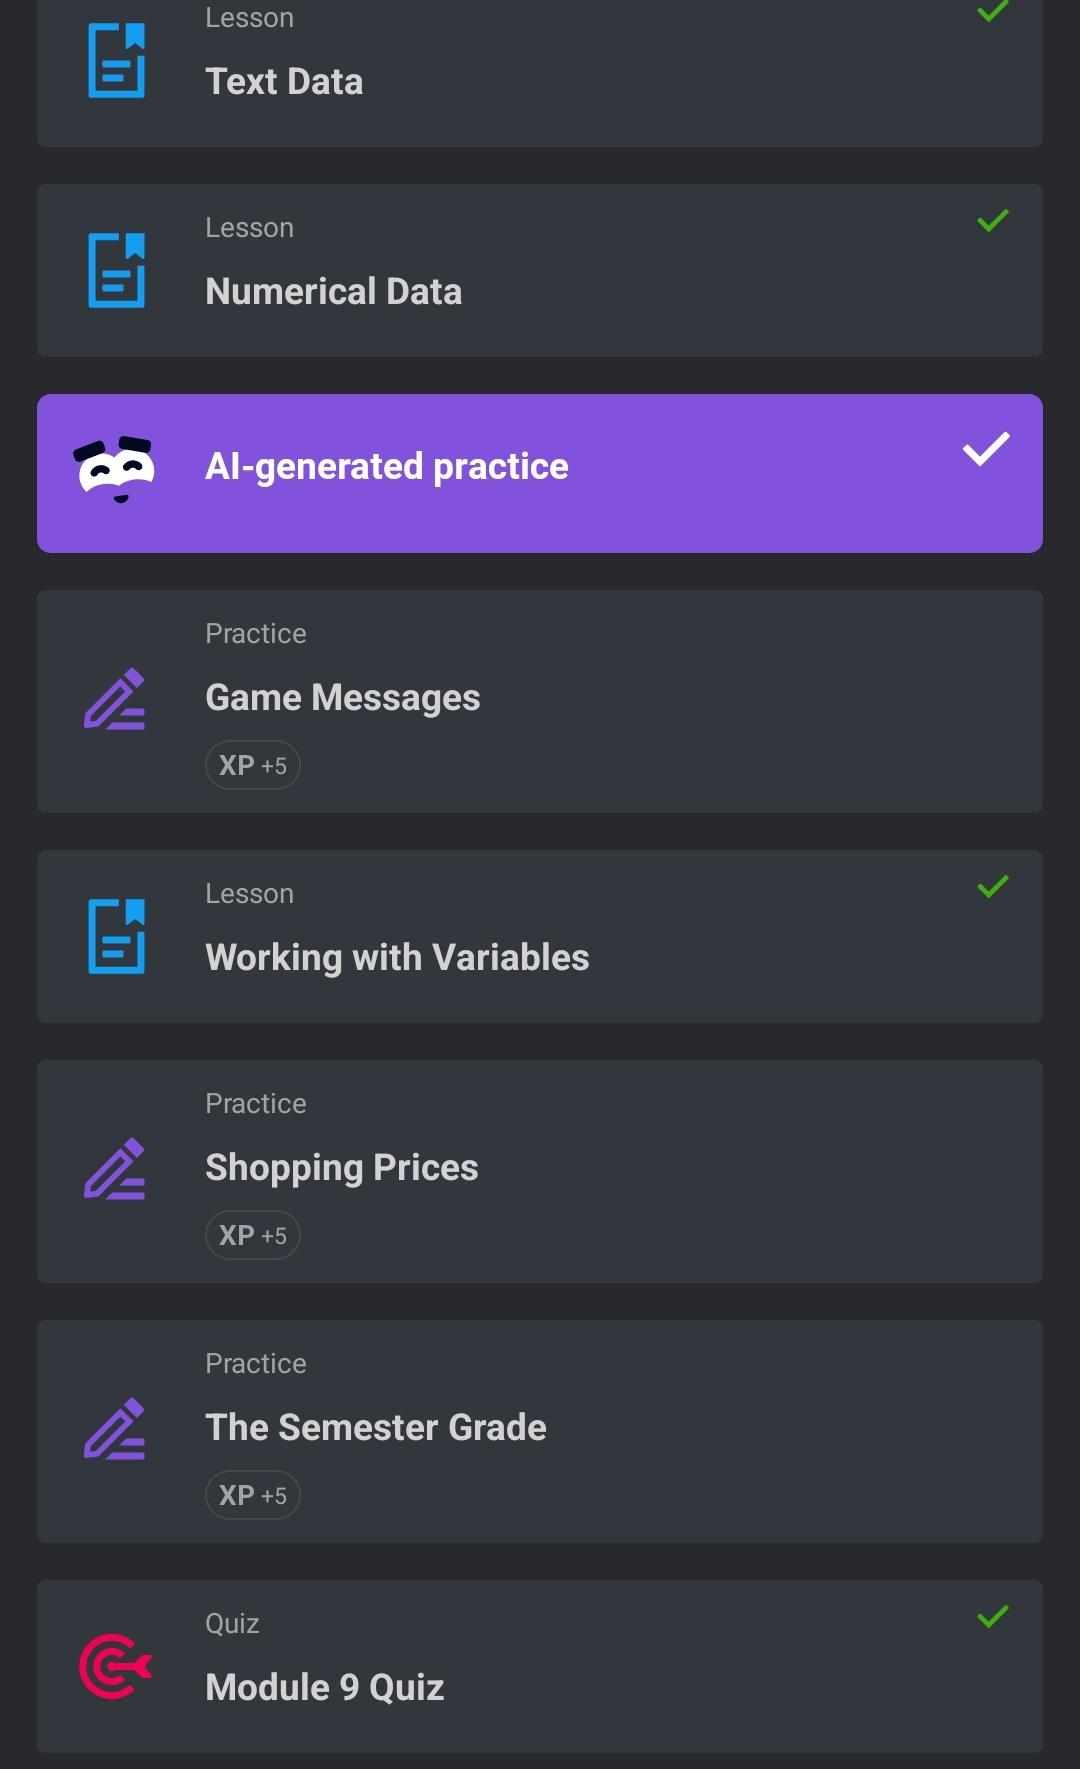 Lesson
Text Data
Lesson
Numerical Data
AI-generated practice
Practice
Game Messages
XP +5
Lesson
Working with Variables
Practice
Shopping Prices
XP +5
Practice
The Semester Grade
XP +5
Quiz
Module 9 Quiz